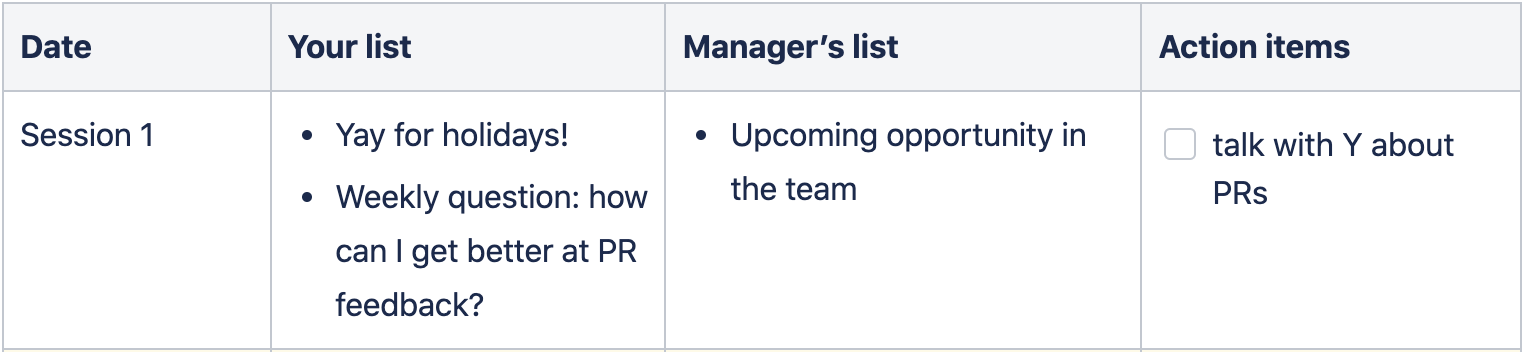 Date
Your list
Manager’s list
Action items
Session 1
Yay for holidays!
Weekly question: how
can I get better at PR
feedback?
Upcoming opportunity in
the team
talk with Y about
PRs